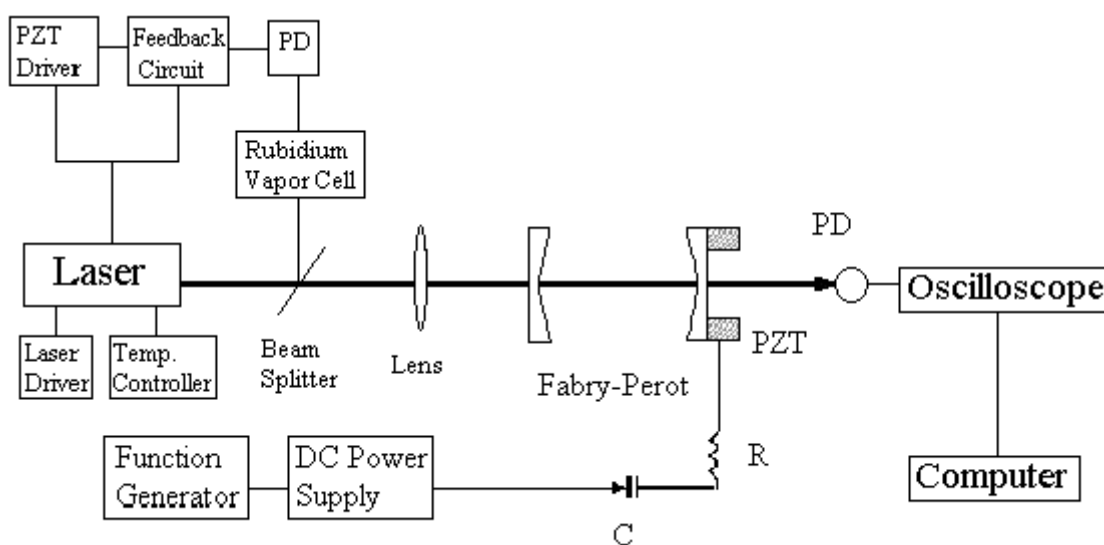 PZT
Driver
Feedback
Circuit
PD
Rubidium
Vapor Cell
Laser
Laser
Driver
Temp.
Controller
Beam
Splitter
Lens
Fabry-Perot
PZT
PD
Oscilloscope
Computer
Function
Generator
DC Power
Supply
C
R